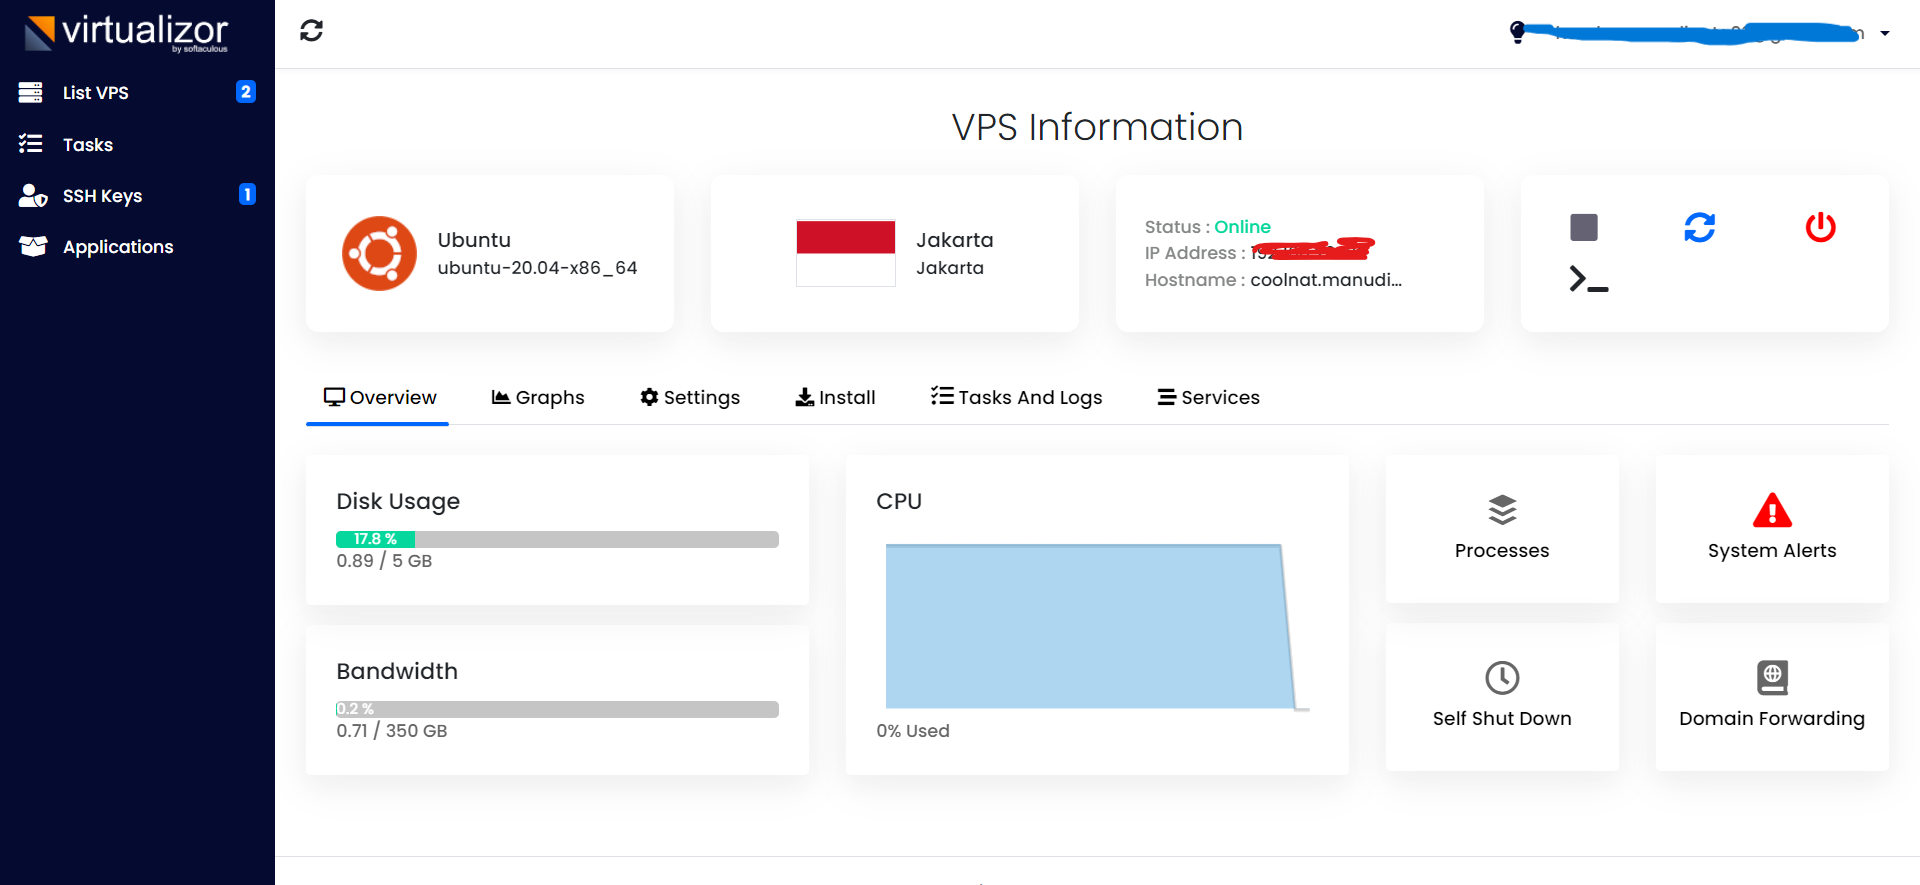 virtualizor
by softaculous
List VPS 2
Tasks
SSH Keys 1
Applications
VPS Information
Ubuntu
ubuntu-20.04-x86_64
Jakarta
Jakarta
Status : Online
IP Address :
Hostname : coolnat.manudi...
Overview
Graphs
Settings
Install
Tasks And Logs
Services
Disk Usage
17.8 %
0.89 / 5 GB
Bandwidth
0.2 %
0.71 / 350 GB
CPU
0% Used
Processes
System Alerts
Self Shut Down
Domain Forwarding